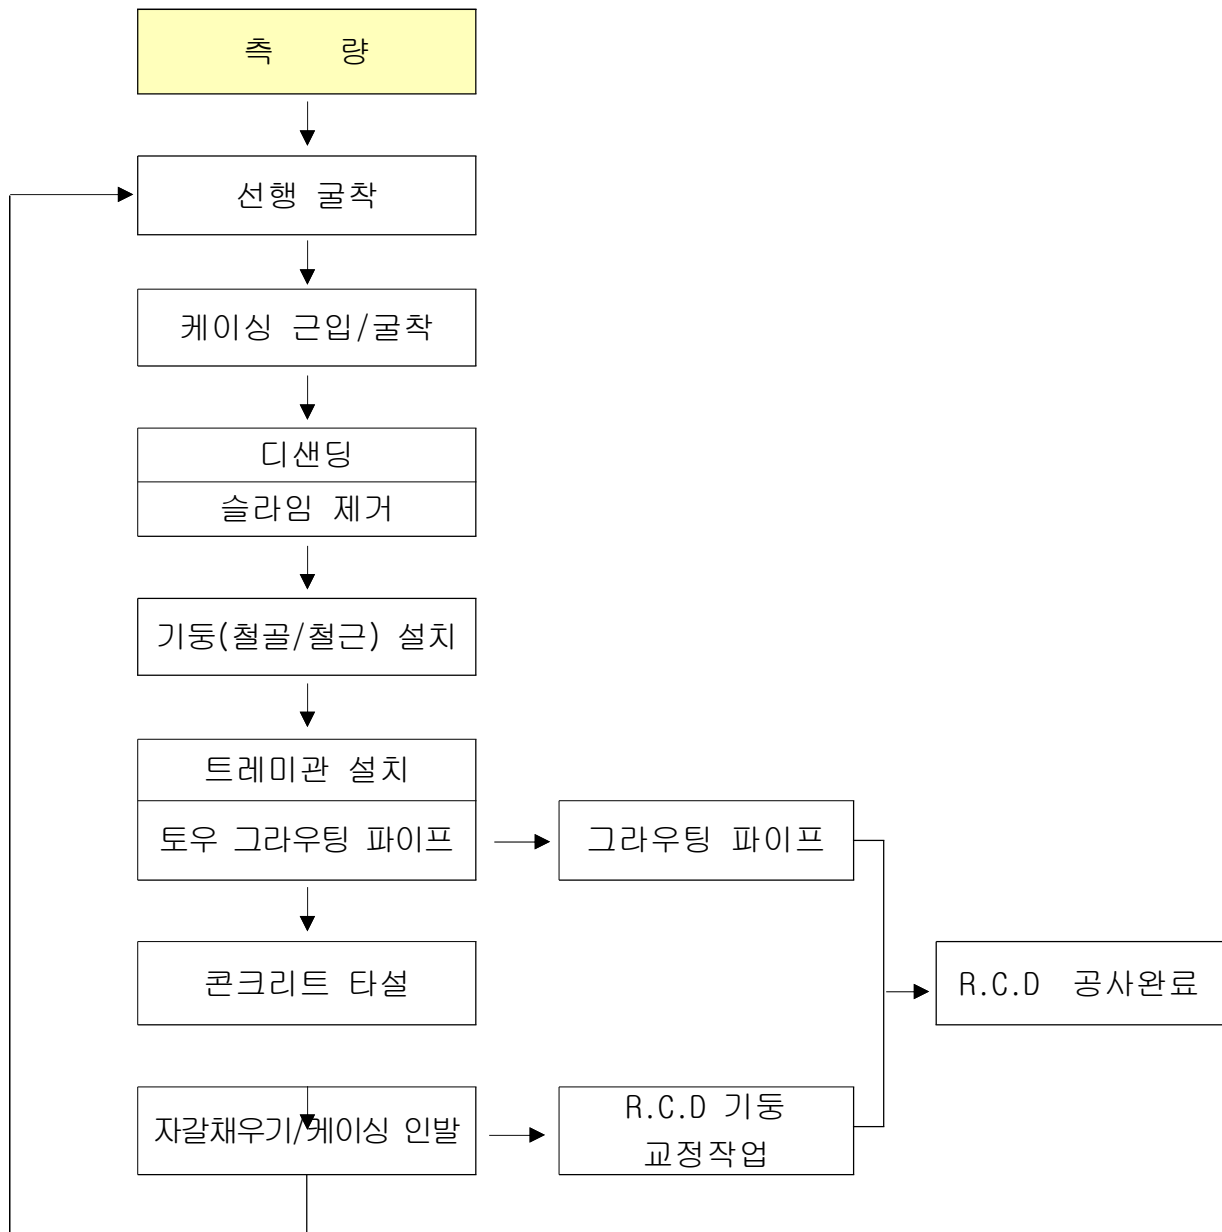 측 량
선행 굴착
케이싱 근입/굴착
디샌딩
슬라임 제거
기둥(철골/철근) 설치
트레미관 설치
토우 그라우팅 파이프
그라우팅 파이프
콘크리트 타설
R.C.D 공사완료
자갈채우기/케이싱 인발
R.C.D 기둥
교정작업